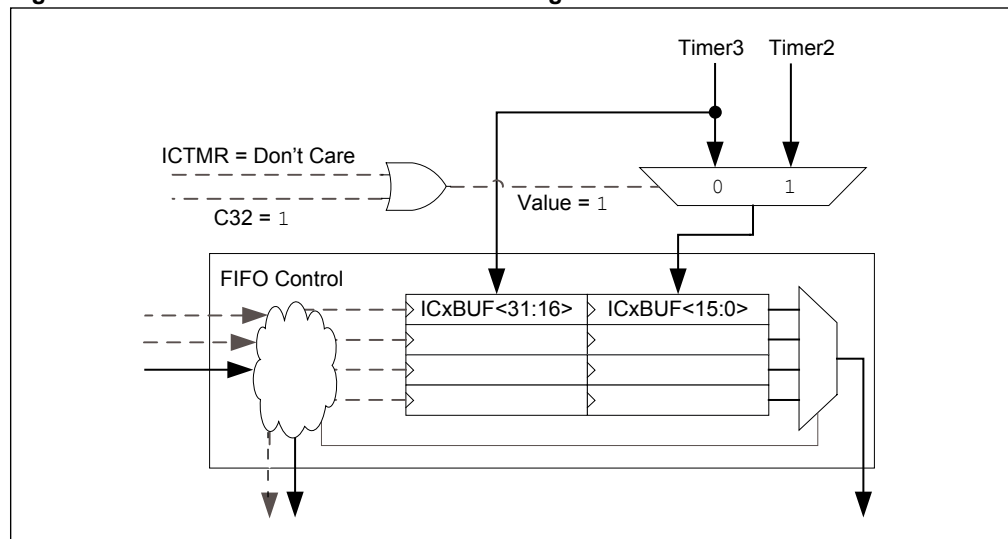 Timer3 Timer2
ICTMR = Don't Care
0 1
C32 = 1
Value = 1
FIFO Control
ICxBUF<31:16> ICxBUF<15:0>